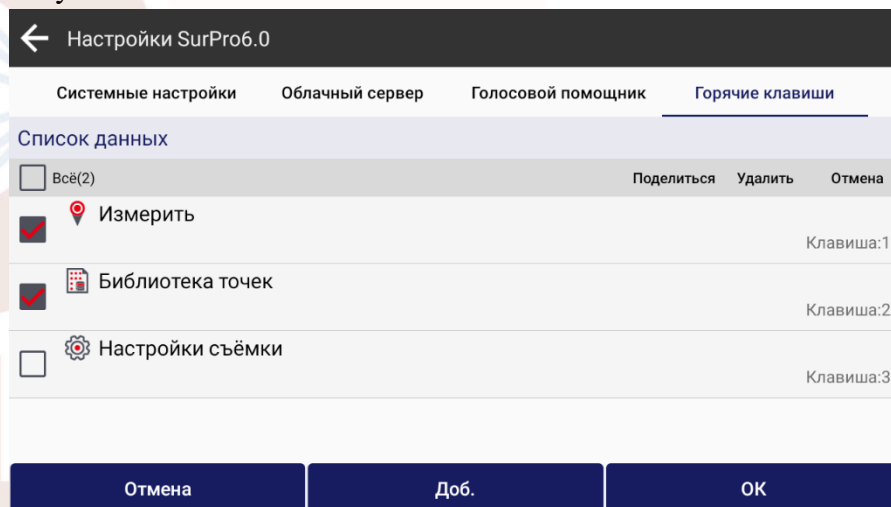 Настройки SurPro6.0
Системные настройки Облачный сервер Голосовой помощник Горячие клавиши
Список данных
Всё(2) Поделиться Удалить Отмена
Измерить
Клавиша:1
Библиотека точек
Клавиша:2
Настройки съёмки
Клавиша:3
Отмена Доб. ОК